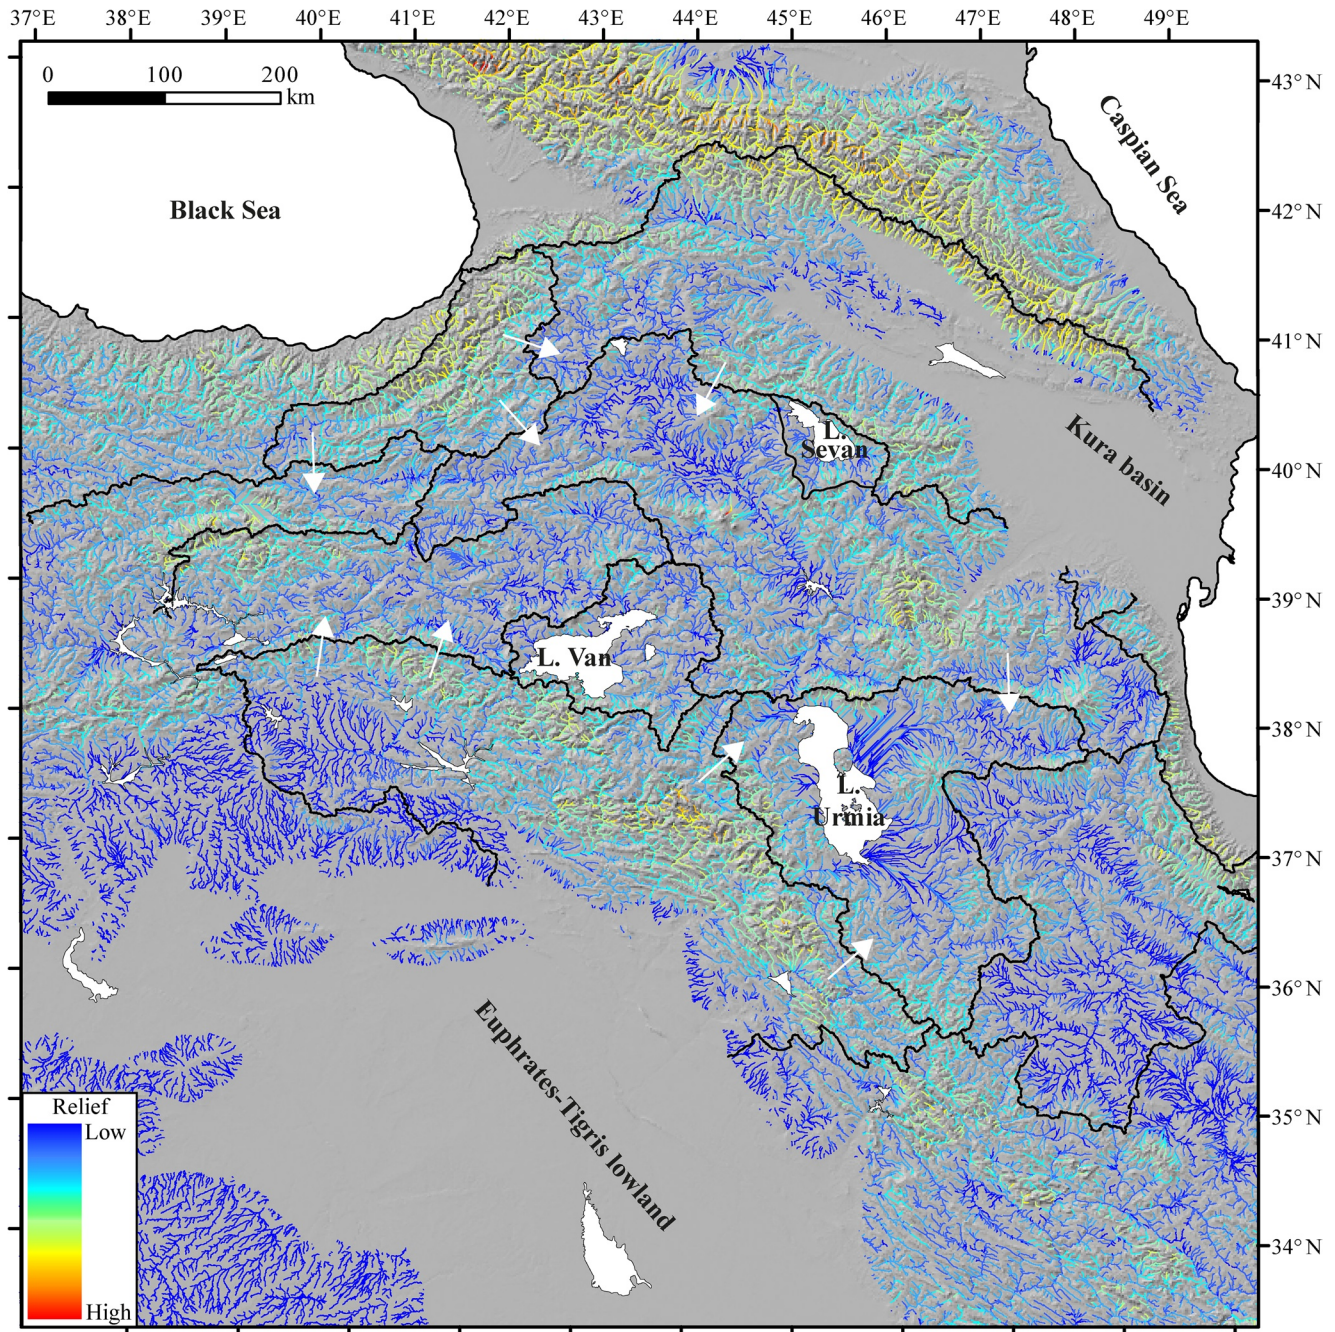 37°E 38°E 39°E 40°E 41°E 42°E 43°E 44°E 45°E 46°E 47°E 48°E 49°E
0 100 200
km
43°N
Caspian Sea
Black Sea
42°N
41°N
L.
Sevan
Kura basin
40°N
39°N
L. Van
38°N
L.
Urmia
37°N
36°N
Euphrates-Tigris lowland
Relief
Low
High
35°N
34°N